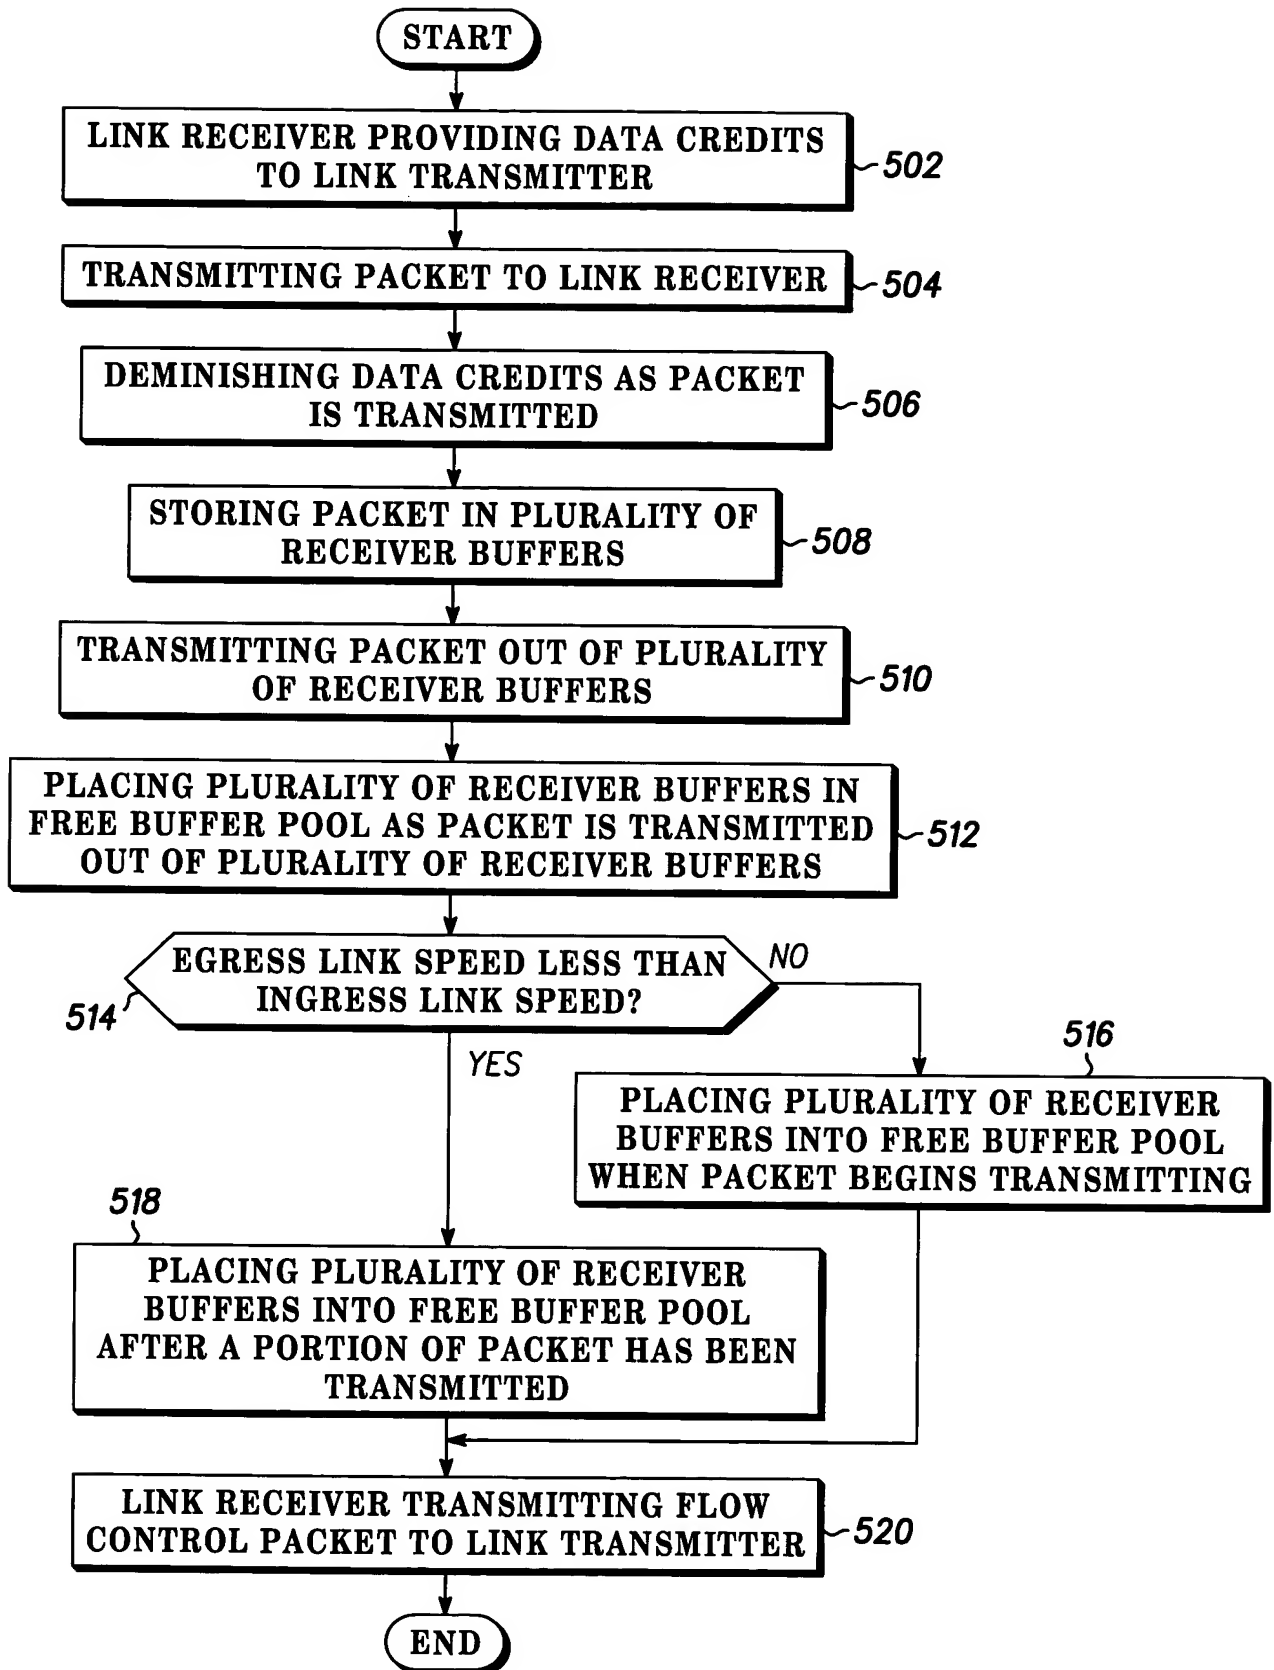 START
LINK RECEIVER PROVIDING DATA CREDITS
TO LINK TRANSMITTER
502
TRANSMITTING PACKET TO LINK RECEIVER
504
DEMINISHING DATA CREDITS AS PACKET
IS TRANSMITTED
506
STORING PACKET IN PLURALITY OF
RECEIVER BUFFERS
508
TRANSMITTING PACKET OUT OF PLURALITY
OF RECEIVER BUFFERS
510
PLACING PLURALITY OF RECEIVER BUFFERS IN
FREE BUFFER POOL AS PACKET IS TRANSMITTED
OUT OF PLURALITY OF RECEIVER BUFFERS
512
EGRESS LINK SPEED LESS THAN
INGRESS LINK SPEED?
514
NO
YES
516
PLACING PLURALITY OF RECEIVER
BUFFERS INTO FREE BUFFER POOL
WHEN PACKET BEGINS TRANSMITTING
518
PLACING PLURALITY OF RECEIVER
BUFFERS INTO FREE BUFFER POOL
AFTER A PORTION OF PACKET HAS BEEN
TRANSMITTED
LINK RECEIVER TRANSMITTING FLOW
CONTROL PACKET TO LINK TRANSMITTER
520
END